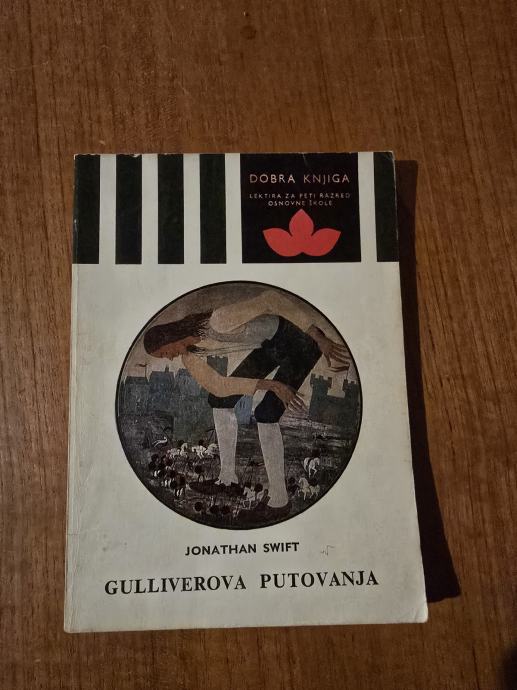 DOBRA KNJIGA
LEKTIRA ZA PETI RAZRED
OSNOVNE ŠKOLE
JONATHAN SWIFT
GULLIVEROVA PUTOVANJA